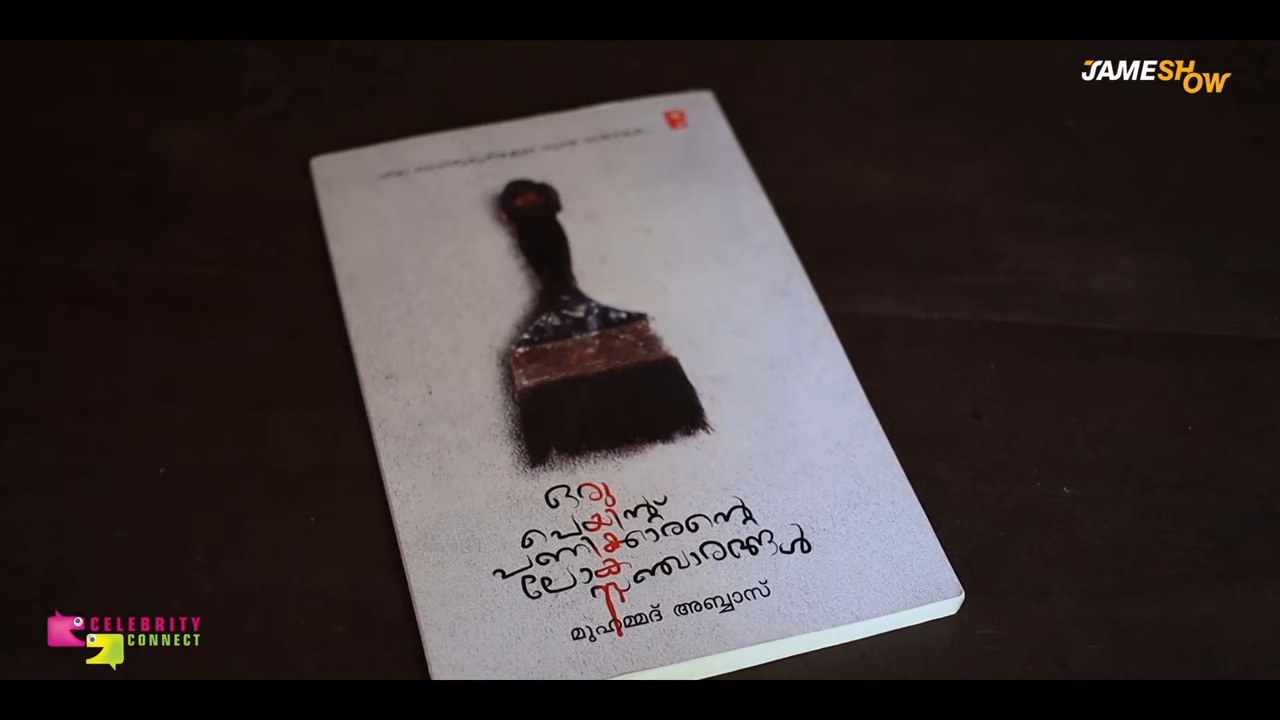 JAMESHOW
ഒരു
പെയിന്റ്
പണിക്കാരന്റെ
ലോക സഞ്ചാരങ്ങൾ
മുഹമ്മദ് അബ്ബാസ്
CELEBRITY
CONNECT